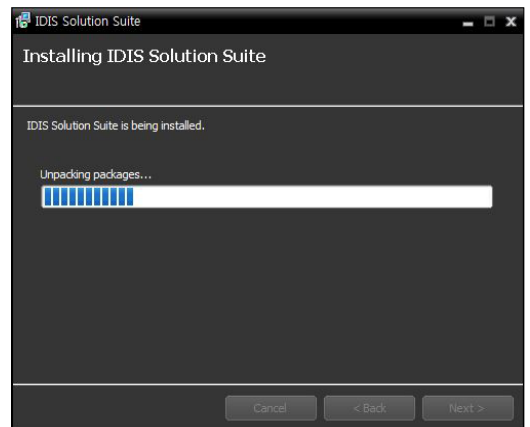 IDIS Solution Suite
Installing IDIS Solution Suite
IDIS Solution Suite is being installed.
Unpacking packages...
Cancel
< Back
Next >